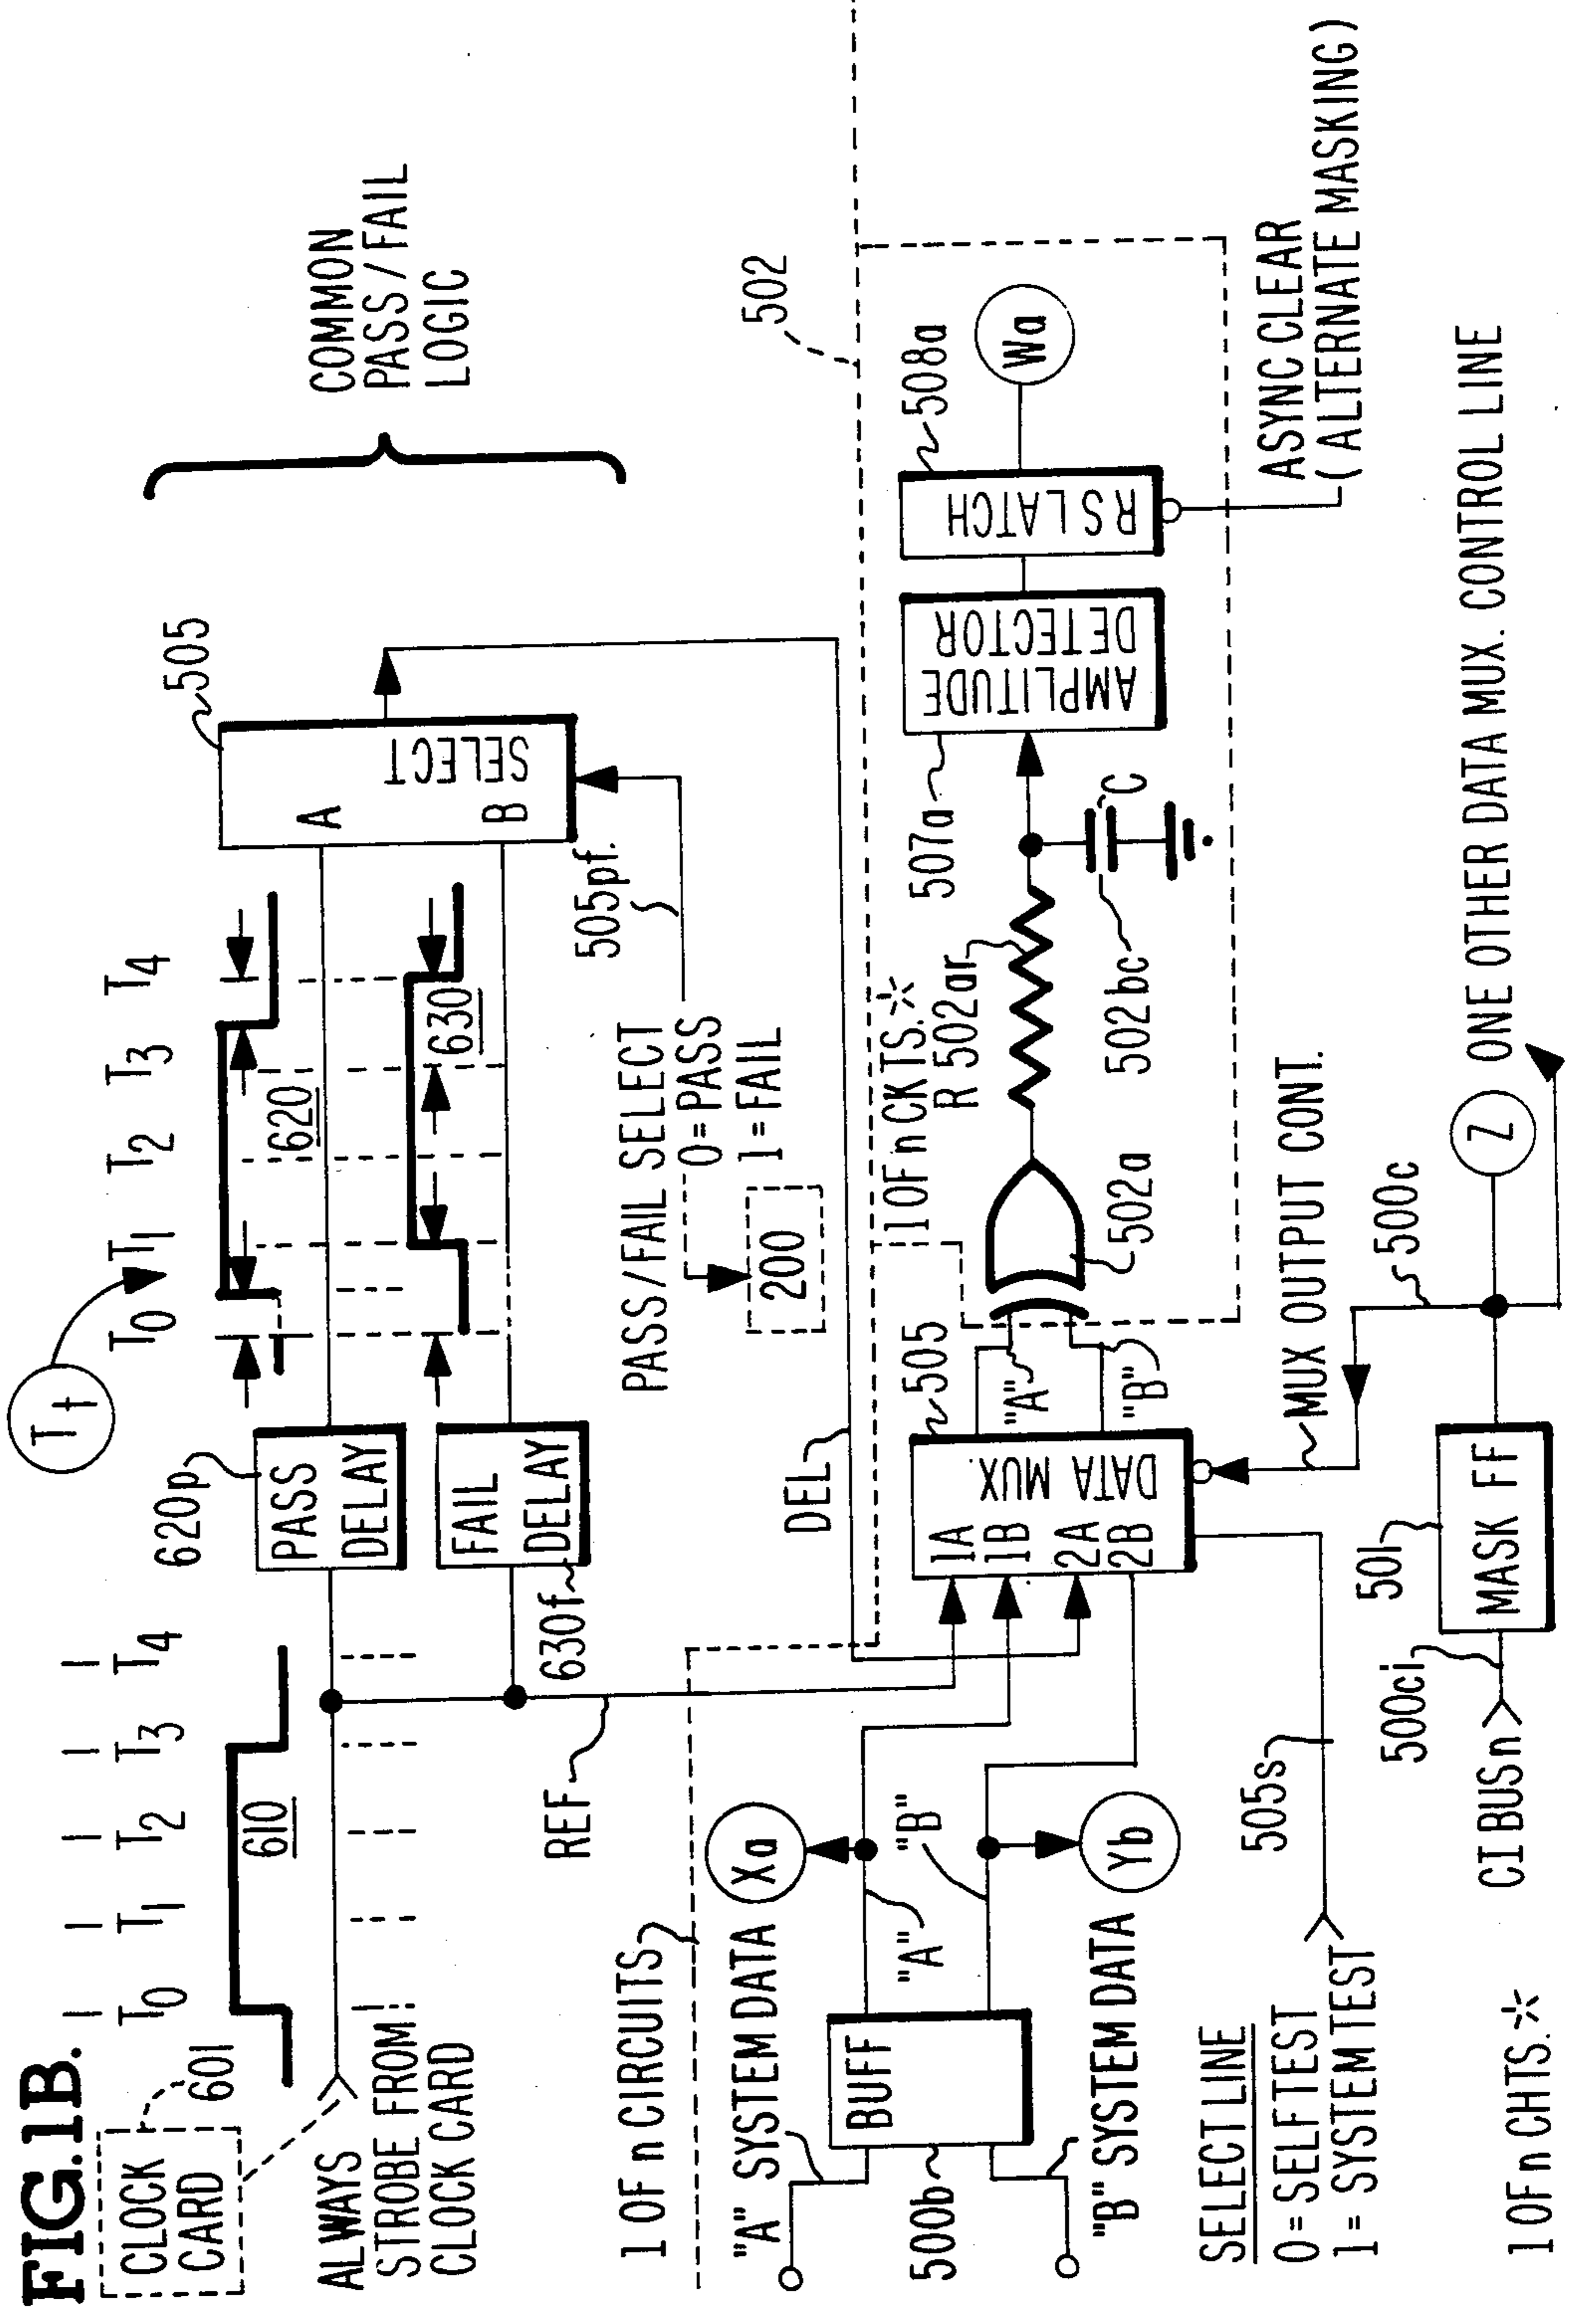 FIG.1B.
CLOCK
CARD
601
T0 T1 T2 T3 T4
610
ALWAYS
STROBE FROM
CLOCK CARD
620p
PASS
DELAY
FAIL
DELAY
630f
Tt
T0 T1 T2 T3 T4
620
630
A
B
SELECT
505
505pf.
COMMON
PASS/FAIL
LOGIC
PASS/FAIL SELECT
0=PASS
1=FAIL
200
REF
DEL
1 OF n CIRCUITS
"A" SYSTEM DATA
Xa
"A"
BUFF
500b
"B"
Yb
"B" SYSTEM DATA
1A
1B
2A
2B
DATA MUX.
505
"A"
"B"
1 OF n CKTS.*
R 502ar
502a
502bc
C
507a
AMPLITUDE
DETECTOR
508a
RS LATCH
Wa
502
ASYNC CLEAR
(ALTERNATE MASKING)
SELECT LINE
0=SELF TEST
1=SYSTEM TEST
505s
MUX OUTPUT CONT.
500c
CI BUS n
500ci
501
MASK FF
Z
ONE OTHER DATA MUX. CONTROL LINE
1 OF n CHTS.*